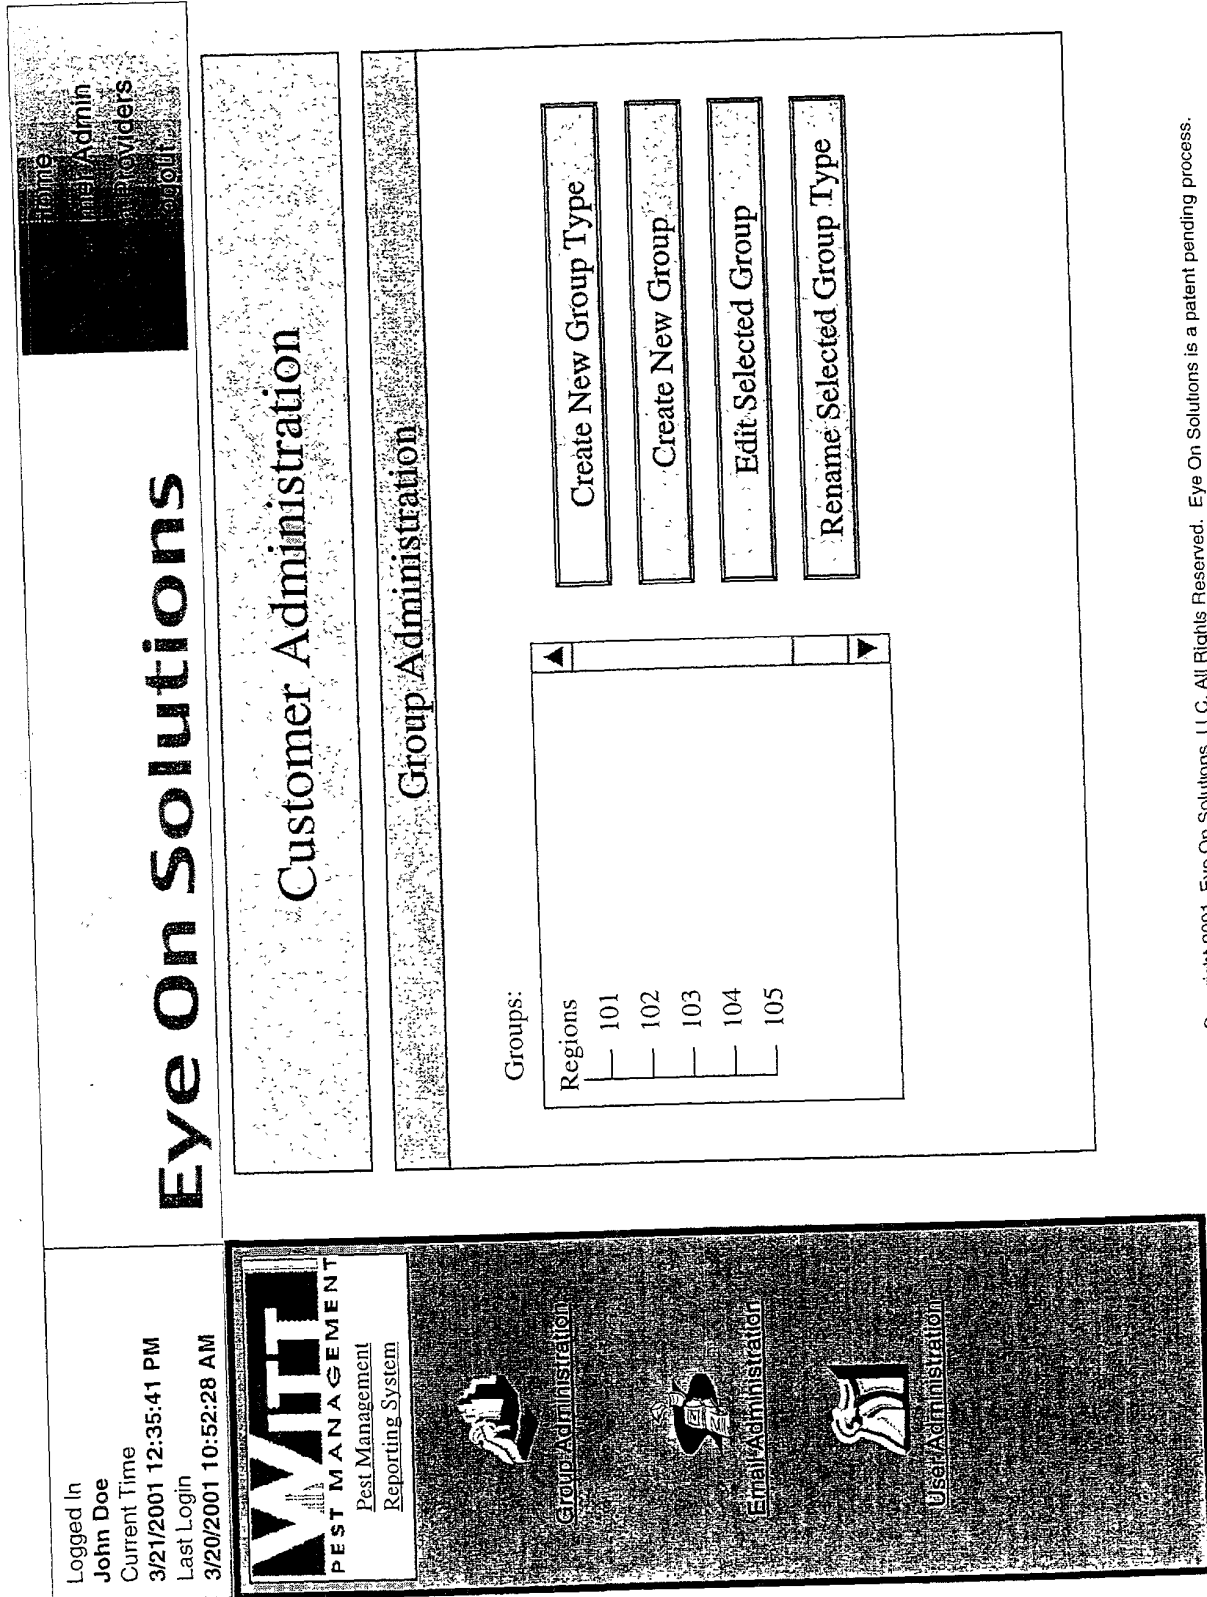 Logged In
John Doe
Current Time
3/21/2001 12:35:41 PM
Last Login
3/20/2001 10:52:28 AM
Eye On Solutions
Home
Admin
Providers
WITT
PEST MANAGEMENT
Pest Management
Reporting System
Group Administration
Email Administration
User Administration
Customer Administration
Group Administration
Groups:
Regions
101
102
103
104
105
Create New Group Type
Create New Group
Edit Selected Group
Rename Selected Group Type
2001 Eye On Solutions, LLC. All Rights Reserved. Eye On Solutions is a patent pending process.